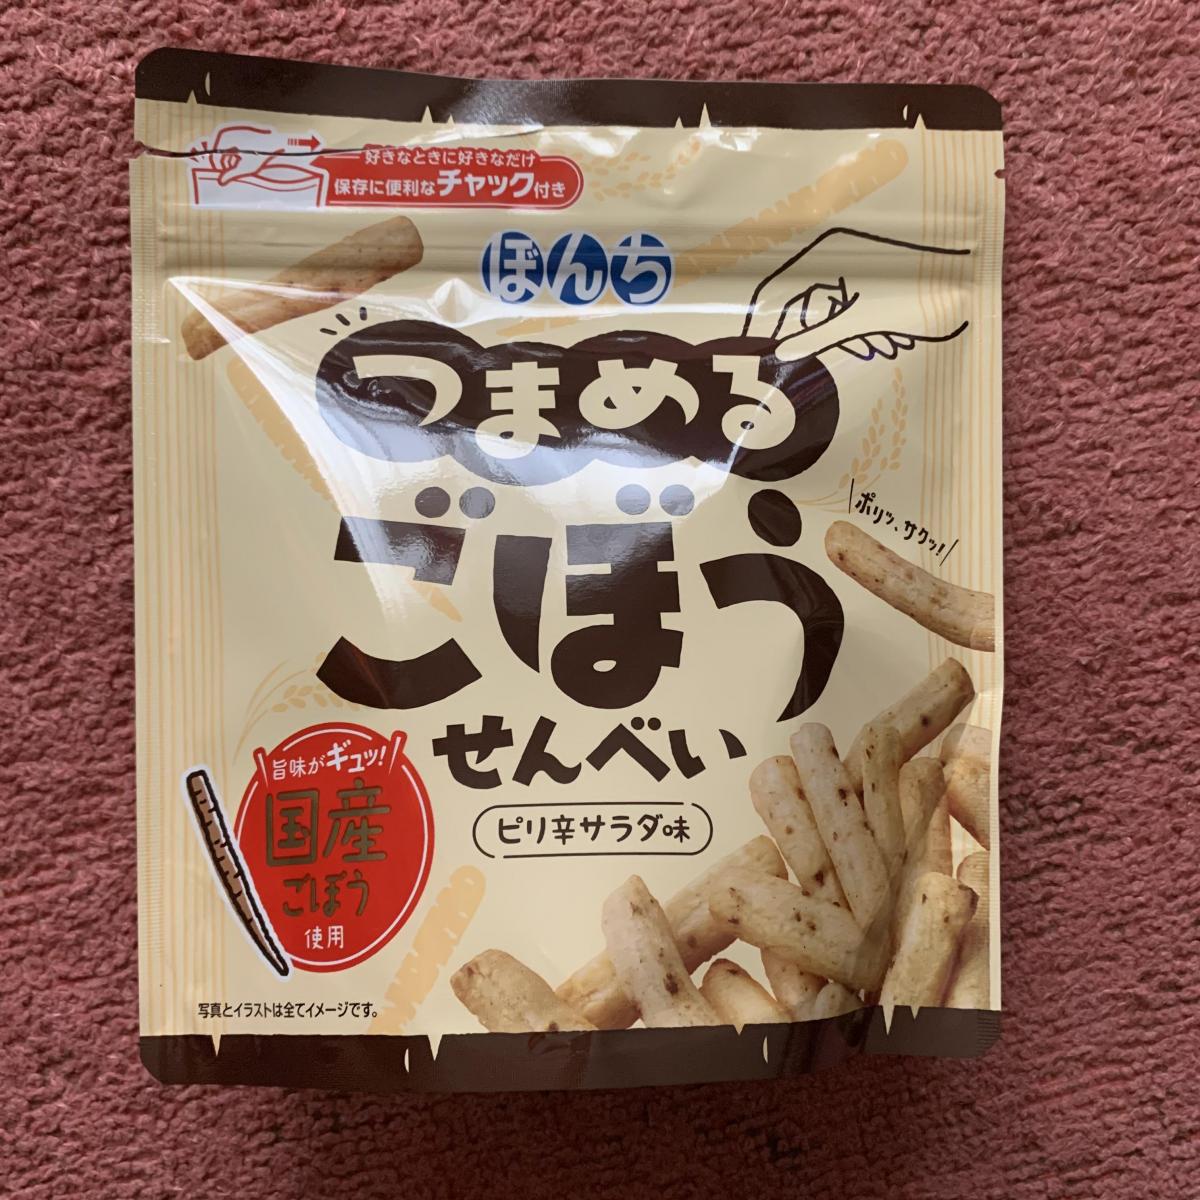 好きなときに好きなだけ
保存に便利なチャック付き
ぼんち
つまめる
ごぼう
せんべい
ピリ辛サラダ味
ポリッ、サクッ!
旨味がギュッ!
国産
ごぼう
使用
写真とイラストは全てイメージです。